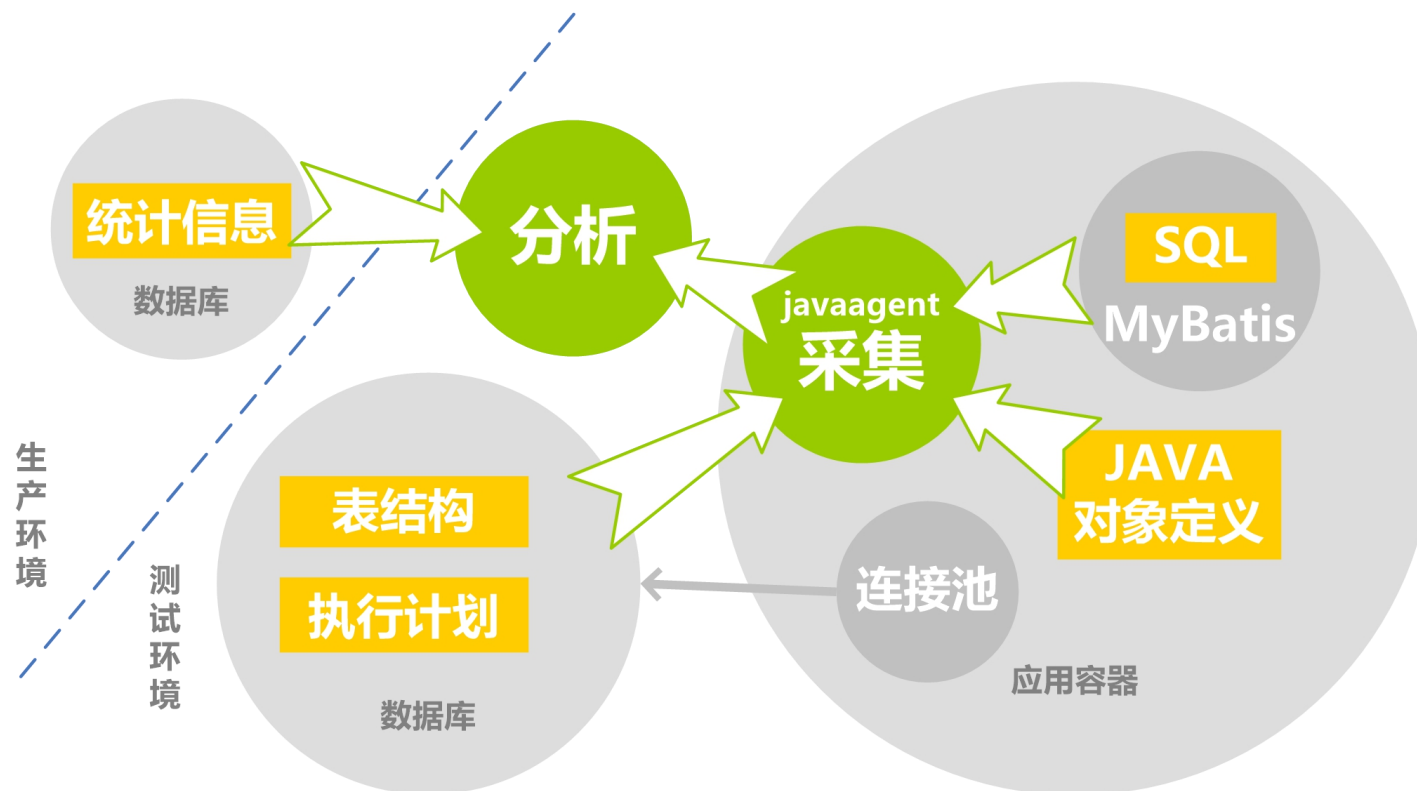 统计信息
数据库
分析
javaagent
采集
SQL
MyBatis
JAVA
对象定义
连接池
应用容器
表结构
执行计划
数据库
生产环境
测试环境